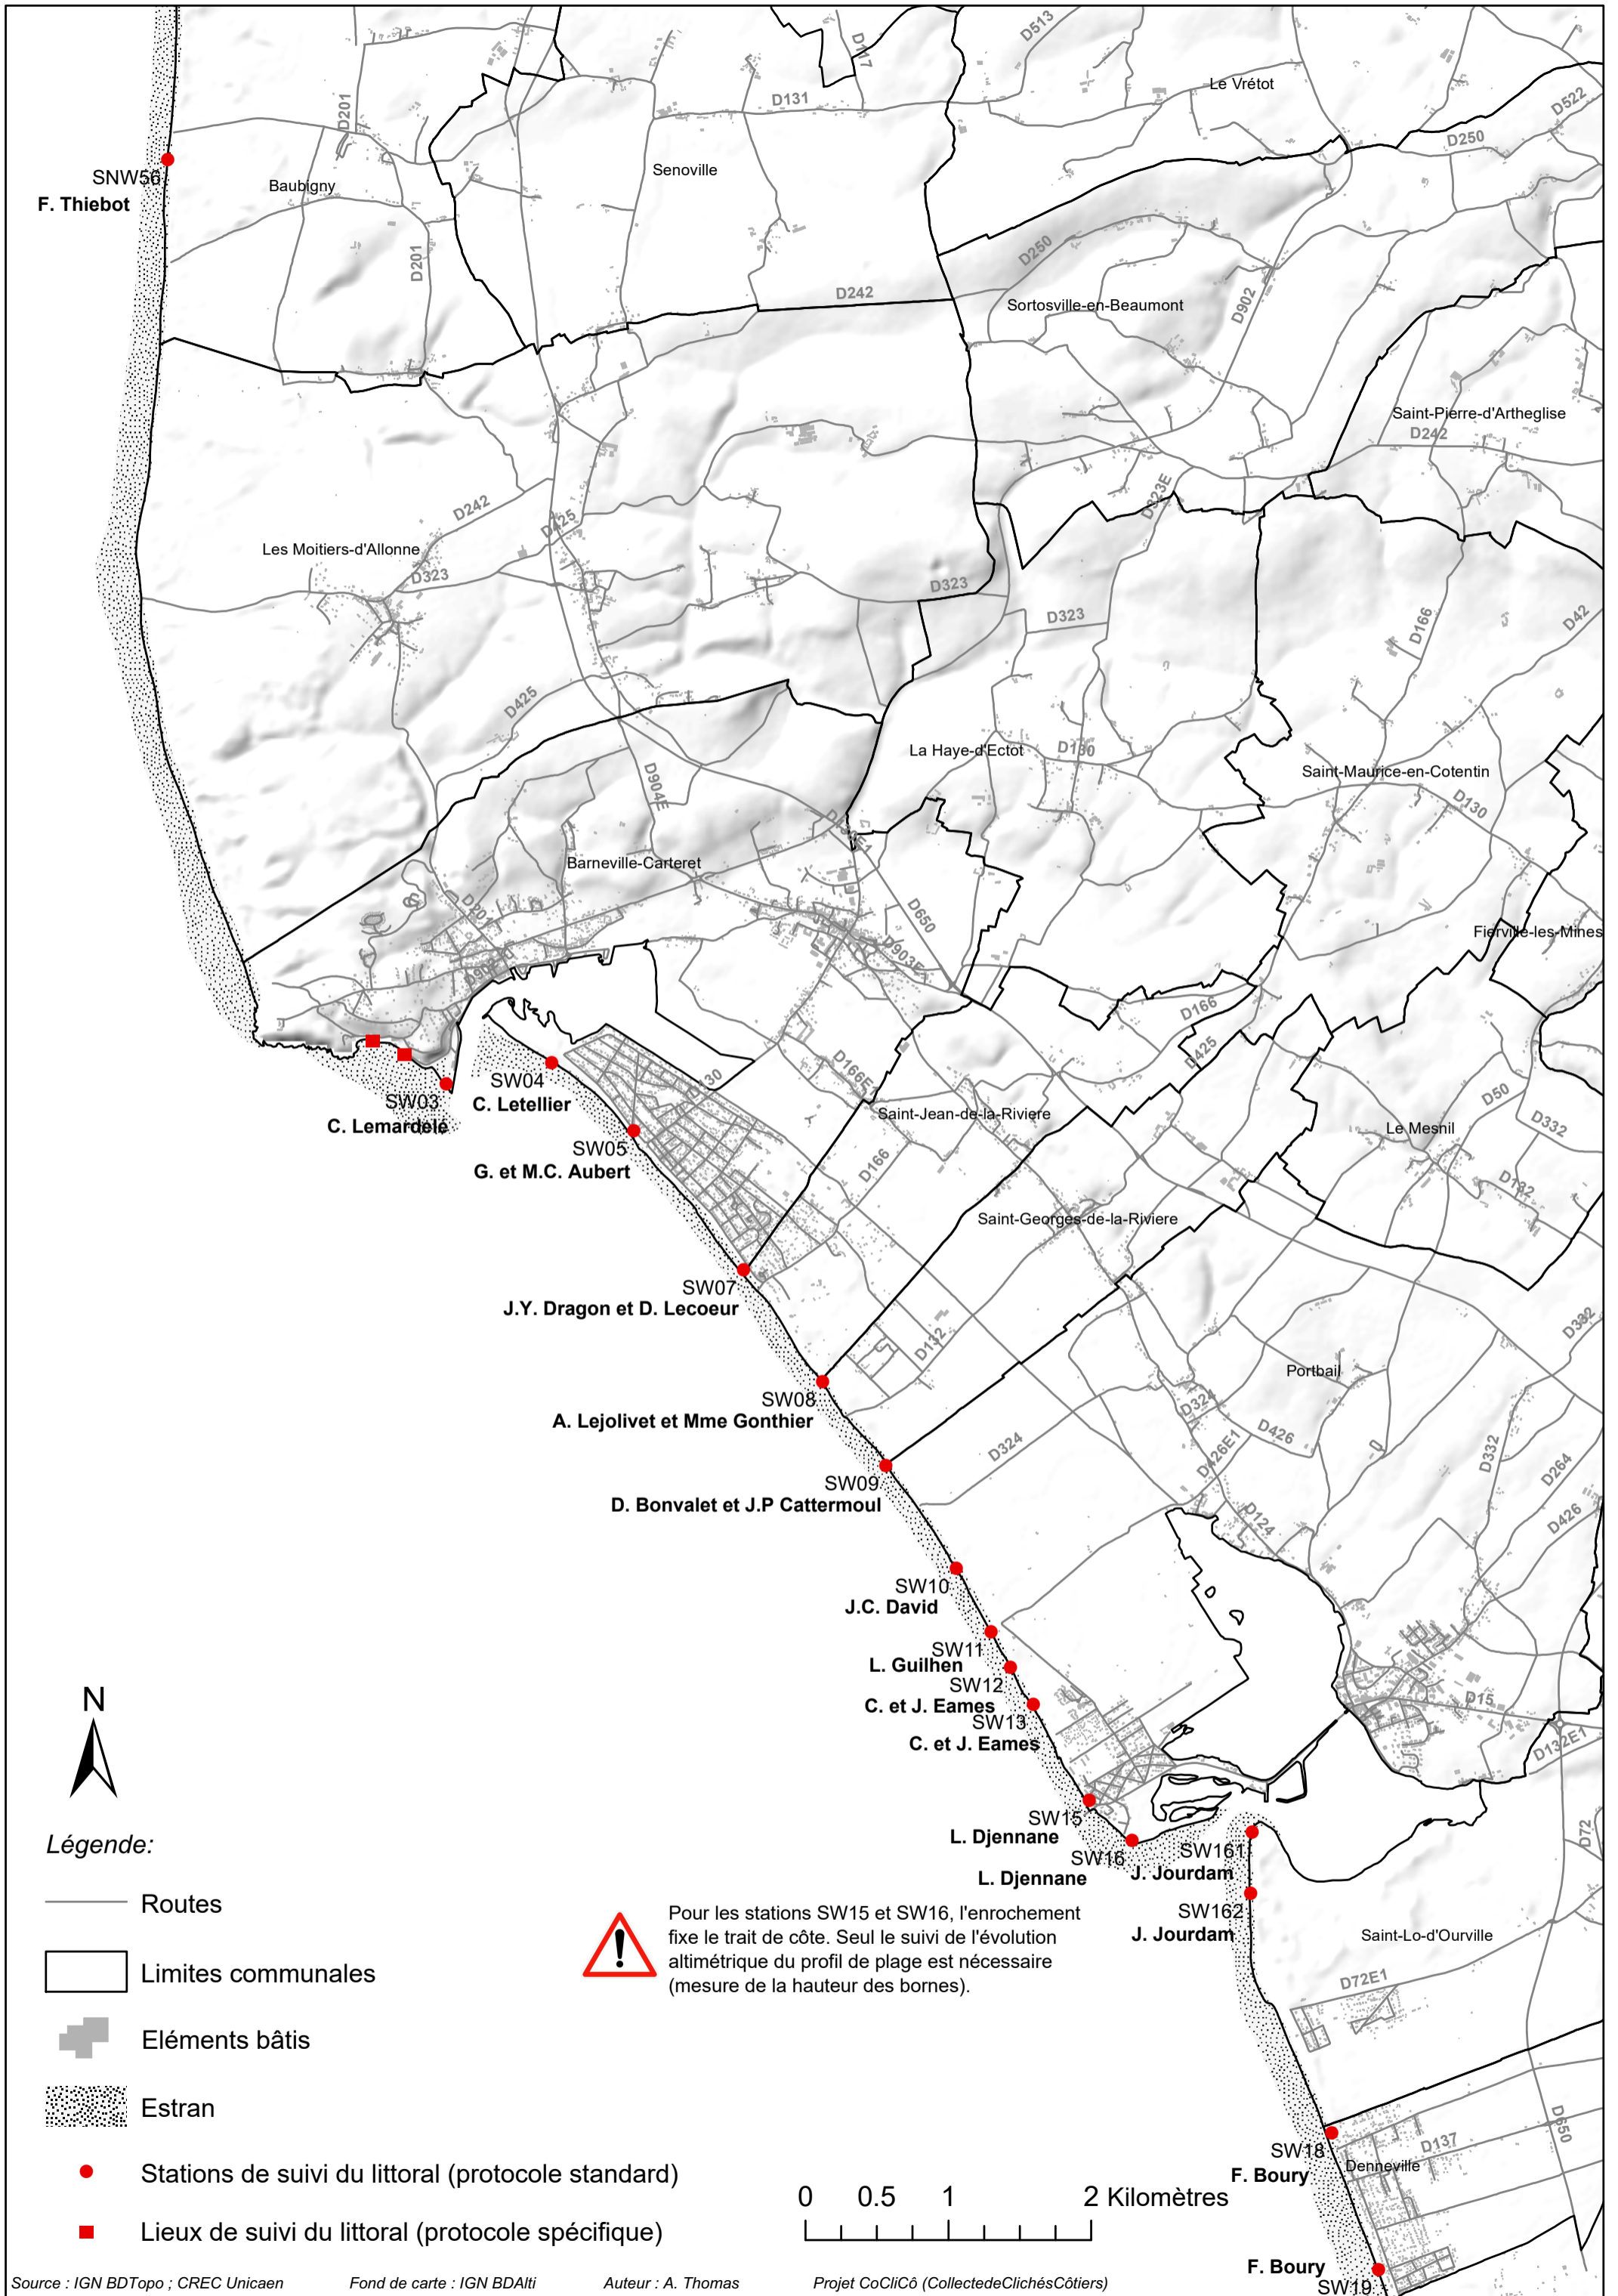 D513
D117
Le Vrétot
D201
D131
D522
D250
SNW56
F. Thiebot
Baubigny
Senoville
D201
D250
D242
Sortosville-en-Beaumont
D902
Saint-Pierre-d'Artheglise
D242
D323E
D242
D425
Les Moitiers-d'Allonne
D323
D323
D323
D166
D42
D425
La Haye-d'Ectot
D130
Saint-Maurice-en-Cotentin
D904E
D130
Barneville-Carteret
D201
D650
D903E1
Fierville-les-Mines
D166
D425
D166E1
D130
SW04
C. Letellier
SW03
C. Lemardelé
Saint-Jean-de-la-Riviere
D50
D332
Le Mesnil
SW05
G. et M.C. Aubert
D166
D132
Saint-Georges-de-la-Riviere
SW07
J.Y. Dragon et D. Lecoeur
D132
D332
Portbail
SW08
A. Lejolivet et Mme Gonthier
D324
D426
D324
D426E1
D332
D264
SW09
D. Bonvalet et J.P Cattermoul
D426
D124
SW10
J.C. David
SW11
L. Guilhen
SW12
C. et J. Eames
SW13
C. et J. Eames
D15
D132E1
SW15
L. Djennane
SW16
L. Djennane
SW161
J. Jourdam
D72
SW162
J. Jourdam
Saint-Lo-d'Ourville
D72E1
N
Légende:
Routes
Limites communales
Eléments bâtis
Estran
Stations de suivi du littoral (protocole standard)
Lieux de suivi du littoral (protocole spécifique)
Pour les stations SW15 et SW16, l'enrochement
fixe le trait de côte. Seul le suivi de l'évolution
altimétrique du profil de plage est nécessaire
(mesure de la hauteur des bornes).
D650
SW18
F. Boury
D137
Denneville
0 0.5 1 2 Kilomètres
F. Boury
SW19
Source : IGN BDTopo ; CREC Unicaen Fond de carte : IGN BDAlti Auteur : A. Thomas Projet CoCliCô (CollectedeClichésCôtiers)